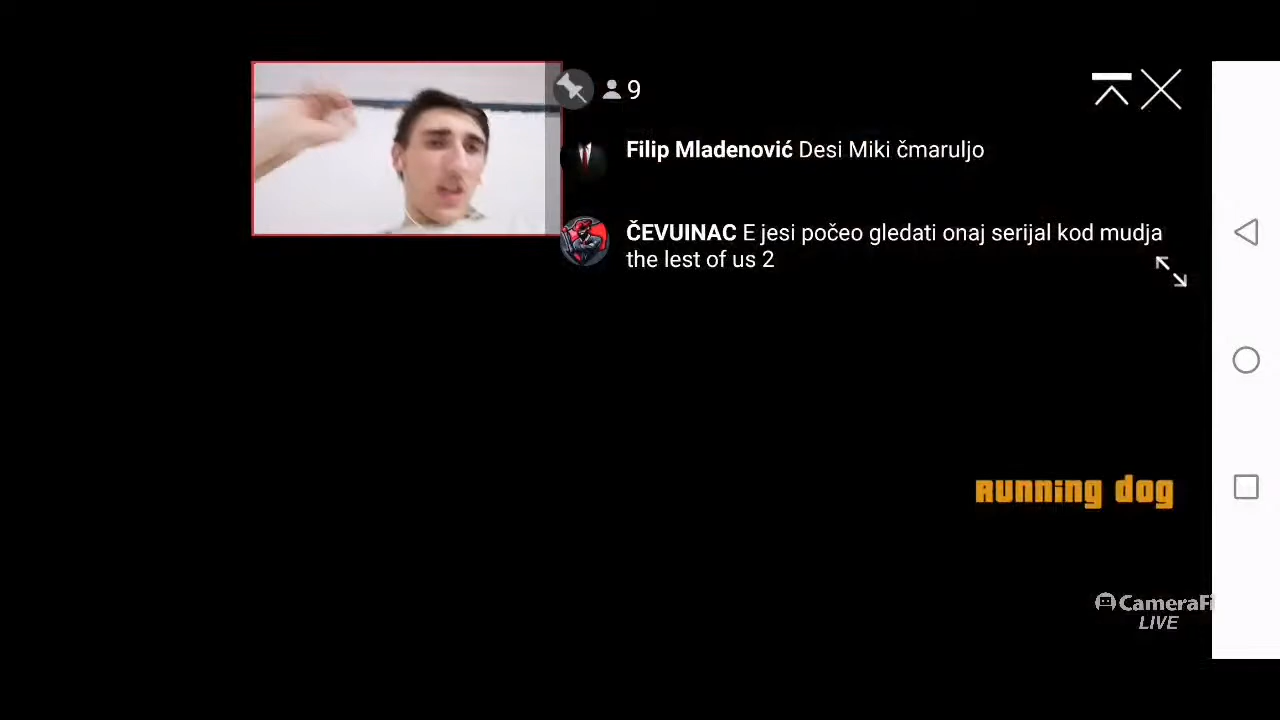 9
Filip Mladenović Desi Miki čmaruljo
ČEVUINAC E jesi počeo gledati onaj serijal kod mudja
the lest of us 2
Running dog
CameraFi
LIVE